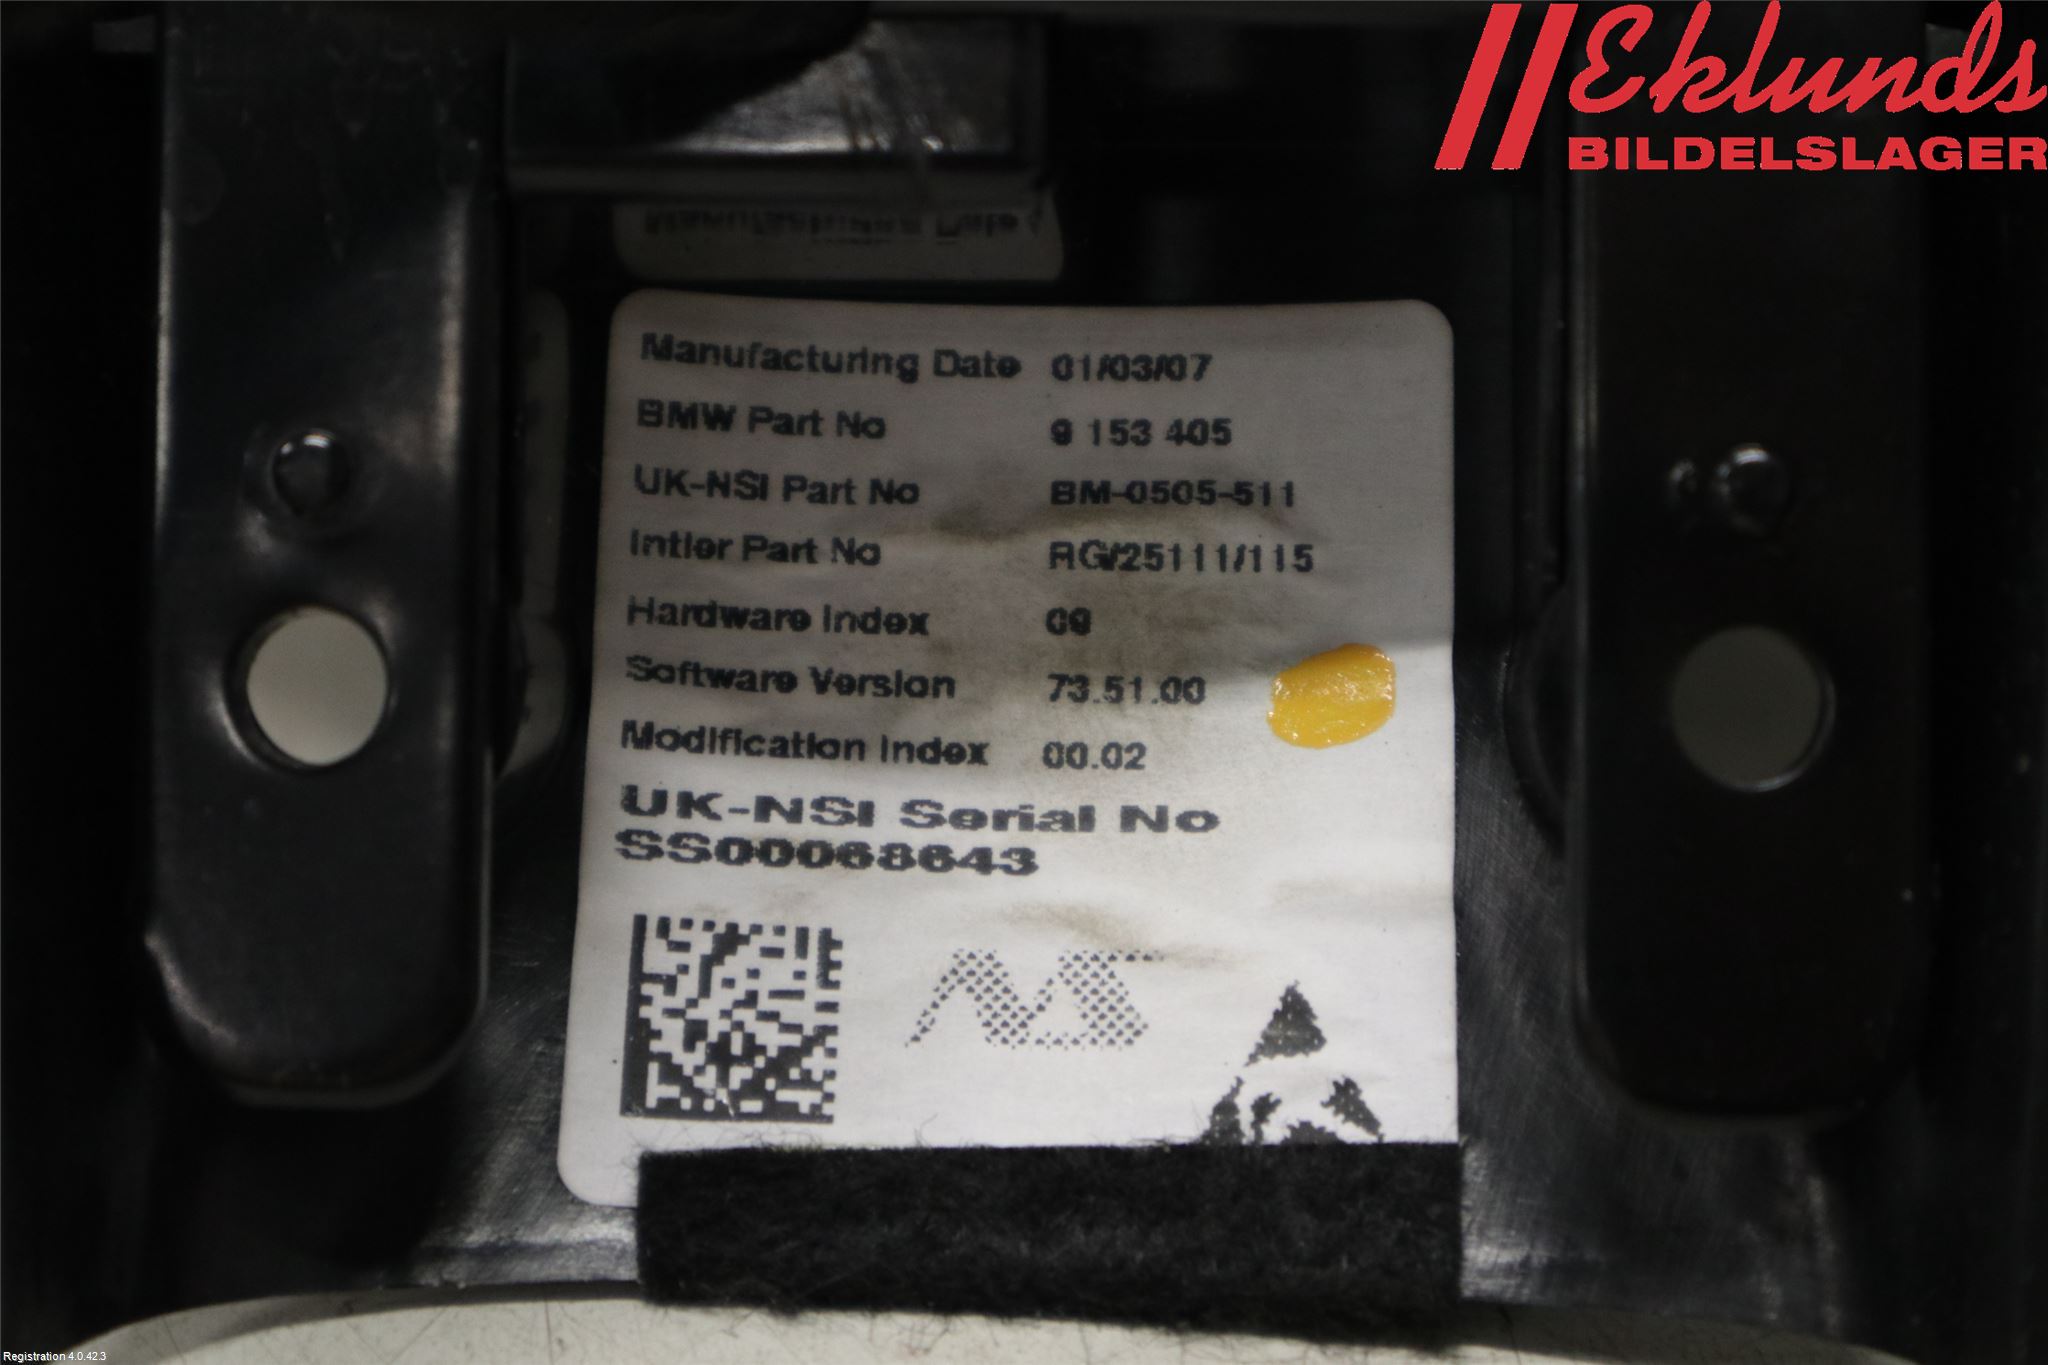 Eklunds
BILDELSLAGER
Manufacturing Date 01/03/07
BMW Part No 9 153 405
UK-NSI Part No BM-0505-511
Intier Part No RG/25111/115
Hardware Index 09
Software Version 73.51.00
Modification Index 00.02
UK-NSI Serial No
SS00068643
Registration 4.0.42.3